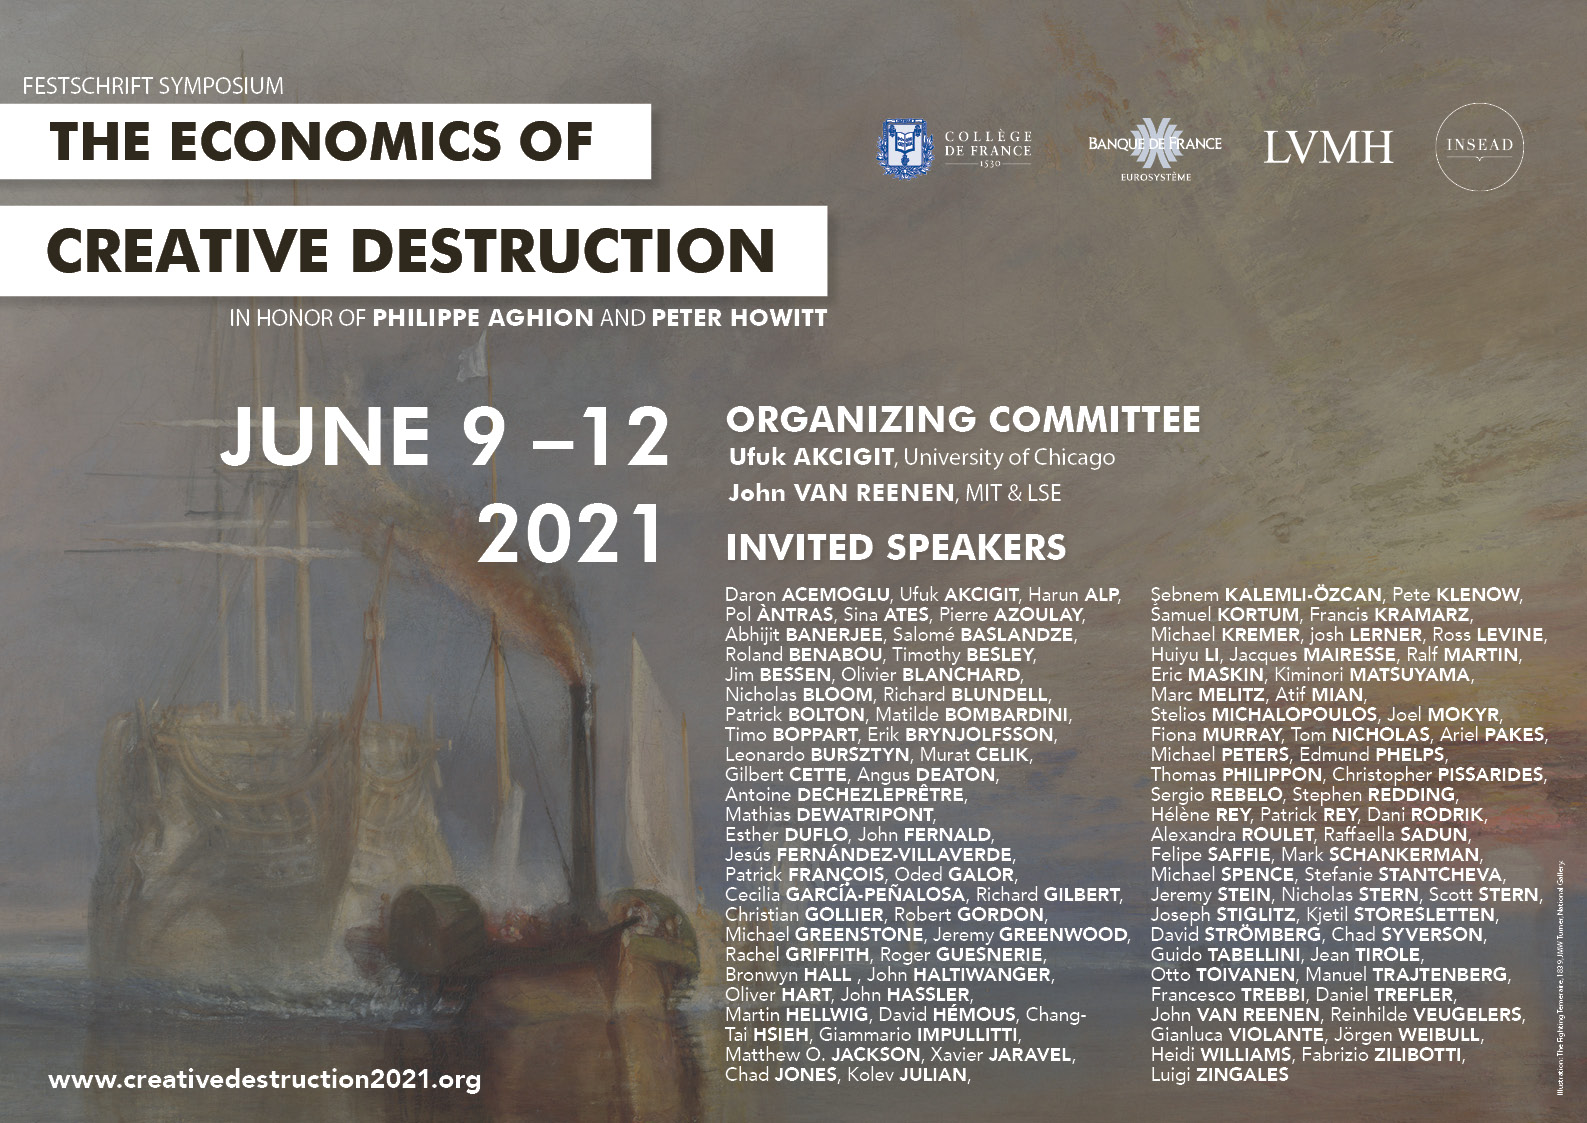 FESTSCHRIFT SYMPOSIUM
THE ECONOMICS OF
CREATIVE DESTRUCTION
IN HONOR OF PHILIPPE AGHION AND PETER HOWITT
COLLÈGE
DE FRANCE
1530
BANQUE DE FRANCE
EUROSYSTÈME
LVMH
INSEAD
JUNE 9 –12
2021
ORGANIZING COMMITTEE
Ufuk AKCIGIT, University of Chicago
John VAN REENEN, MIT & LSE
INVITED SPEAKERS
Daron ACEMOGLU, Ufuk AKCIGIT, Harun ALP,
Pol ÀNTRAS, Sina ATES, Pierre AZOULAY,
Abhijit BANERJEE, Salomé BASLANDZE,
Roland BENABOU, Timothy BESLEY,
Jim BESSEN, Olivier BLANCHARD,
Nicholas BLOOM, Richard BLUNDELL,
Patrick BOLTON, Matilde BOMBARDINI,
Timo BOPPART, Erik BRYNJOLFSSON,
Leonardo BURSZTYN, Murat CELIK,
Gilbert CETTE, Angus DEATON,
Antoine DECHEZLEPRÊTRE,
Mathias DEWATRIPONT,
Esther DUFLO, John FERNALD,
Jesús FERNÁNDEZ-VILLAVERDE,
Patrick FRANÇOIS, Oded GALOR,
Cecilia GARCÍA-PEÑALOSA, Richard GILBERT,
Christian GOLLIER, Robert GORDON,
Michael GREENSTONE, Jeremy GREENWOOD,
Rachel GRIFFITH, Roger GUESNERIE,
Bronwyn HALL , John HALTIWANGER,
Oliver HART, John HASSLER,
Martin HELLWIG, David HÉMOUS, Chang-
Tai HSIEH, Giammario IMPULLITTI,
Matthew O. JACKSON, Xavier JARAVEL,
Chad JONES, Kolev JULIAN,
Şebnem KALEMLI-ÖZCAN, Pete KLENOW,
Samuel KORTUM, Francis KRAMARZ,
Michael KREMER, josh LERNER, Ross LEVINE,
Huiyu LI, Jacques MAIRESSE, Ralf MARTIN,
Eric MASKIN, Kiminori MATSUYAMA,
Marc MELITZ, Atif MIAN,
Stelios MICHALOPOULOS, Joel MOKYR,
Fiona MURRAY, Tom NICHOLAS, Ariel PAKES,
Michael PETERS, Edmund PHELPS,
Thomas PHILIPPON, Christopher PISSARIDES,
Sergio REBELO, Stephen REDDING,
Hélène REY, Patrick REY, Dani RODRIK,
Alexandra ROULET, Raffaella SADUN,
Felipe SAFFIE, Mark SCHANKERMAN,
Michael SPENCE, Stefanie STANTCHEVA,
Jeremy STEIN, Nicholas STERN, Scott STERN,
Joseph STIGLITZ, Kjetil STORESLETTEN,
David STRÖMBERG, Chad SYVERSON,
Guido TABELLINI, Jean TIROLE,
Otto TOIVANEN, Manuel TRAJTENBERG,
Francesco TREBBI, Daniel TREFLER,
John VAN REENEN, Reinhilde VEUGELERS,
Gianluca VIOLANTE, Jörgen WEIBULL,
Heidi WILLIAMS, Fabrizio ZILIBOTTI,
Luigi ZINGALES
www.creativedestruction2021.org
Illustration: The Fighting Temeraire, 1839. JMW Turner, National Gallery.